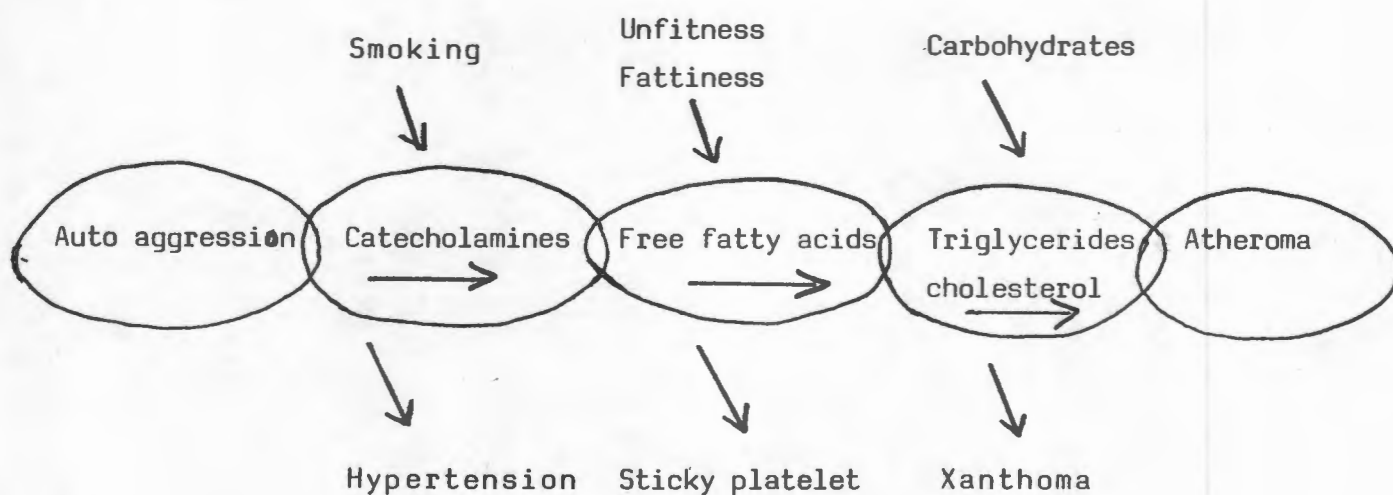 Smoking
Unfitness
Fattiness
Carbohydrates
Auto aggression
Catecholamines
Free fatty acids
Triglycerides
cholesterol
Atheroma
Hypertension
Sticky platelet
Xanthoma